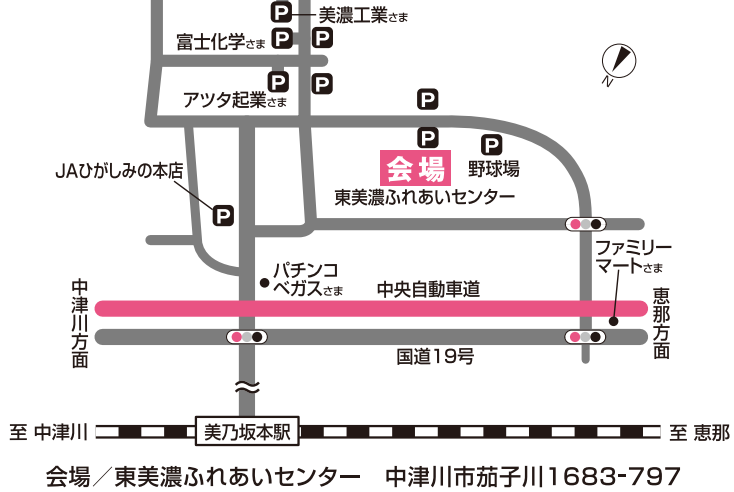 P 美濃工業さま
富士化学さま P P
アツタ起業さま P P
N
P
P
会場
P
野球場
東美濃ふれあいセンター
JAひがしみの本店
P
ファミリー
マートさま
パチンコ
ベガスさま
中央自動車道
中津川方面
恵那方面
国道19号
至 中津川
美乃坂本駅
至 恵那
会場／東美濃ふれあいセンター　中津川市茄子川1683-797